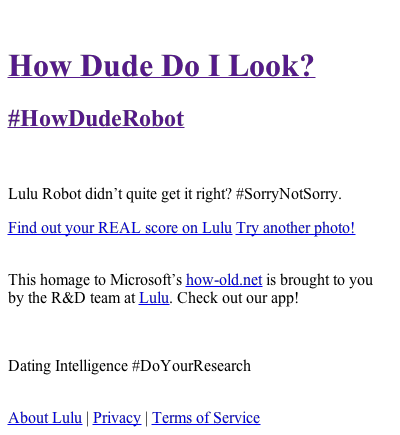 How Dude Do I Look?
#HowDudeRobot
Lulu Robot didn’t quite get it right? #SorryNotSorry.
Find out your REAL score on Lulu Try another photo!
This homage to Microsoft’s how-old.net is brought to you
by the R&D team at Lulu. Check out our app!
Dating Intelligence #DoYourResearch
About Lulu | Privacy | Terms of Service